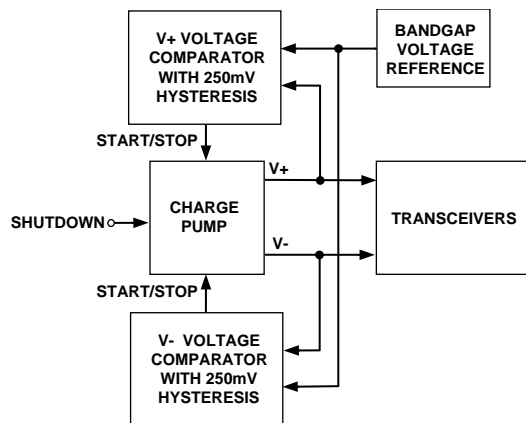 V+ VOLTAGE
COMPARATOR
WITH 250mV
HYSTERESIS
BANDGAP
VOLTAGE
REFERENCE
START/STOP
V+
SHUTDOWN
CHARGE
PUMP
TRANSCEIVERS
V-
START/STOP
V- VOLTAGE
COMPARATOR
WITH 250mV
HYSTERESIS